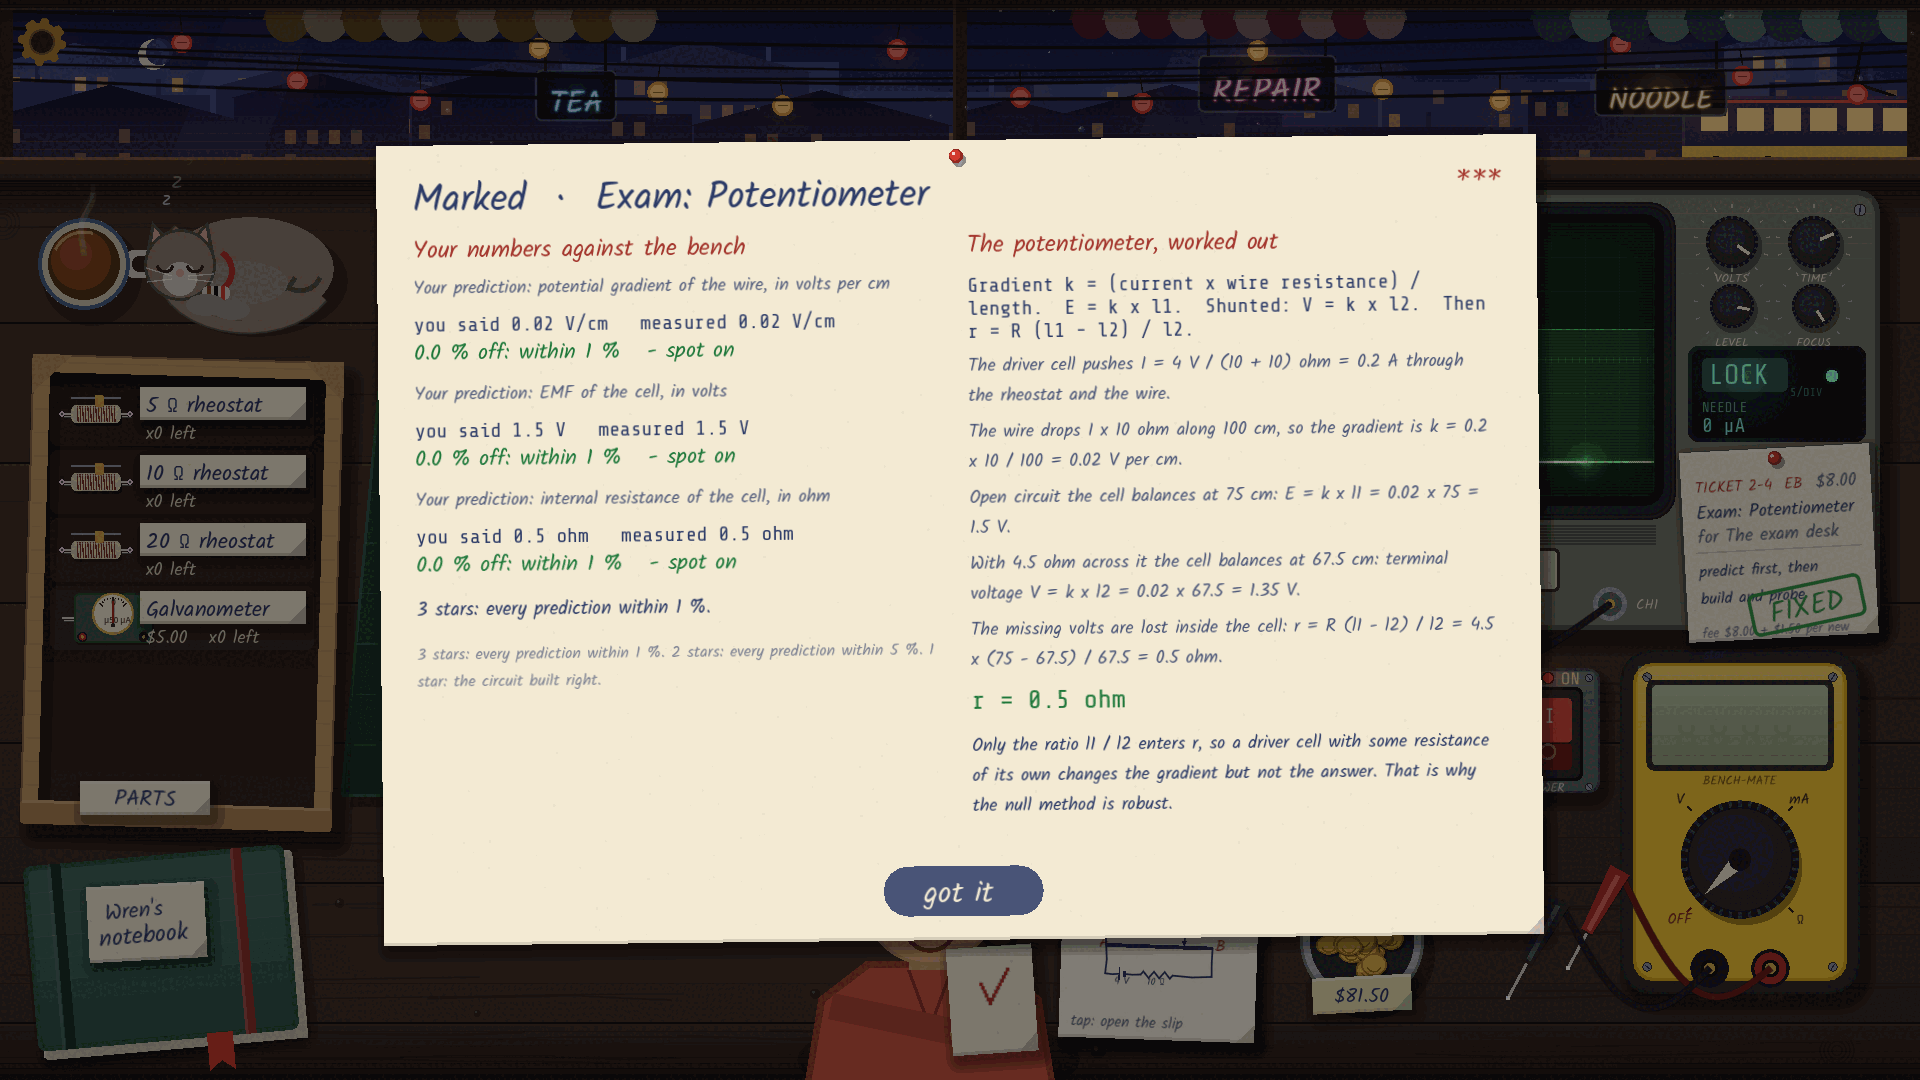 TEA
REPAIR
NOODLE
z
z
Marked · Exam: Potentiometer
***
Your numbers against the bench
Your prediction: potential gradient of the wire, in volts per cm
you said 0.02 V/cm measured 0.02 V/cm
0.0 % off: within 1 % - spot on
Your prediction: EMF of the cell, in volts
you said 1.5 V measured 1.5 V
0.0 % off: within 1 % - spot on
Your prediction: internal resistance of the cell, in ohm
you said 0.5 ohm measured 0.5 ohm
0.0 % off: within 1 % - spot on
3 stars: every prediction within 1 %.
3 stars: every prediction within 1 %. 2 stars: every prediction within 5 %. 1
star: the circuit built right.
The potentiometer, worked out
Gradient k = (current x wire resistance) /
length. E = k x l1. Shunted: V = k x l2. Then
r = R (l1 - l2) / l2.
The driver cell pushes I = 4 V / (10 + 10) ohm = 0.2 A through
the rheostat and the wire.
The wire drops I x 10 ohm along 100 cm, so the gradient is k = 0.2
x 10 / 100 = 0.02 V per cm.
Open circuit the cell balances at 75 cm: E = k x l1 = 0.02 x 75 =
1.5 V.
With 4.5 ohm across it the cell balances at 67.5 cm: terminal
voltage V = k x l2 = 0.02 x 67.5 = 1.35 V.
The missing volts are lost inside the cell: r = R (l1 - l2) / l2 = 4.5
x (75 - 67.5) / 67.5 = 0.5 ohm.
r = 0.5 ohm
Only the ratio l1 / l2 enters r, so a driver cell with some resistance
of its own changes the gradient but not the answer. That is why
the null method is robust.
got it
5 Ω rheostat
x0 left
10 Ω rheostat
x0 left
20 Ω rheostat
x0 left
Galvanometer
$5.00 x0 left
PARTS
Wren's
notebook
VOLTS
TIME
LEVEL
FOCUS
LOCK
S/DIV
NEEDLE
0 µA
CH1
TICKET 2-4 EB $8.00
Exam: Potentiometer
for The exam desk
predict first, then
build and probe
FIXED
fee $8.00 + $1.50 per new
ON
I
BENCH-MATE
V
mA
OFF
Ω
B
4 V
10 Ω
tap: open the slip
$81.50